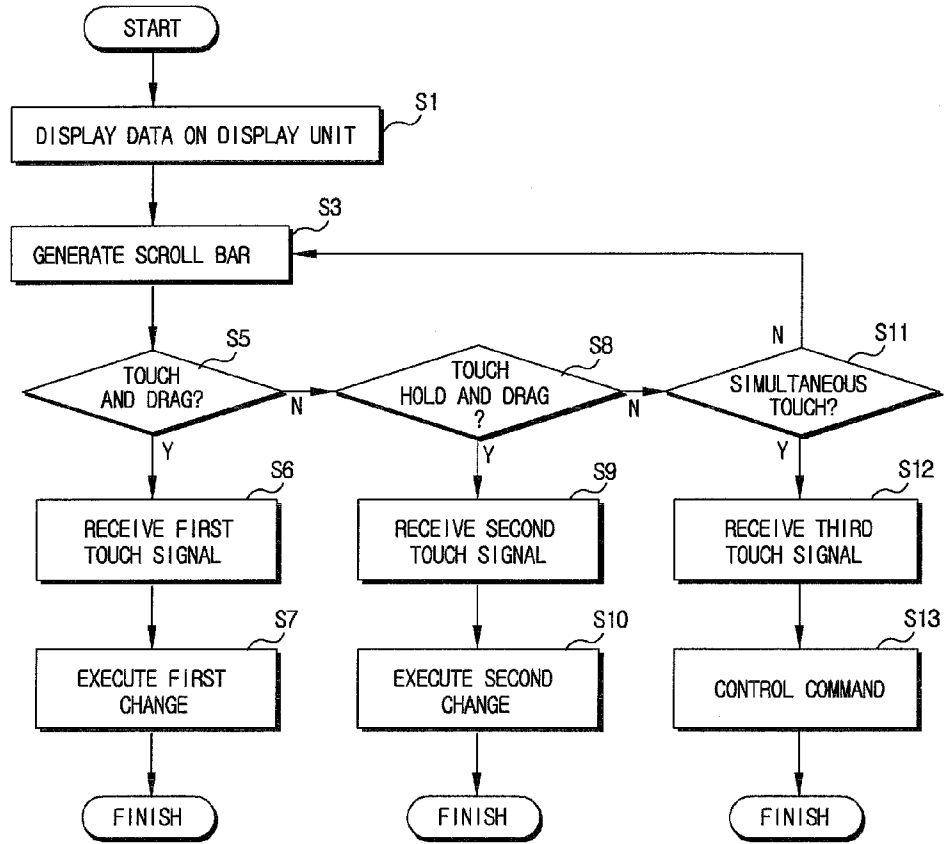 START
S1
DISPLAY DATA ON DISPLAY UNIT
S3
GENERATE SCROLL BAR
S5
TOUCH
AND DRAG?
N
Y
S8
TOUCH
HOLD AND DRAG
?
N
Y
S11
N
SIMULTANEOUS
TOUCH?
Y
S6
RECEIVE FIRST
TOUCH SIGNAL
S9
RECEIVE SECOND
TOUCH SIGNAL
S12
RECEIVE THIRD
TOUCH SIGNAL
S7
EXECUTE FIRST
CHANGE
S10
EXECUTE SECOND
CHANGE
S13
CONTROL COMMAND
FINISH
FINISH
FINISH